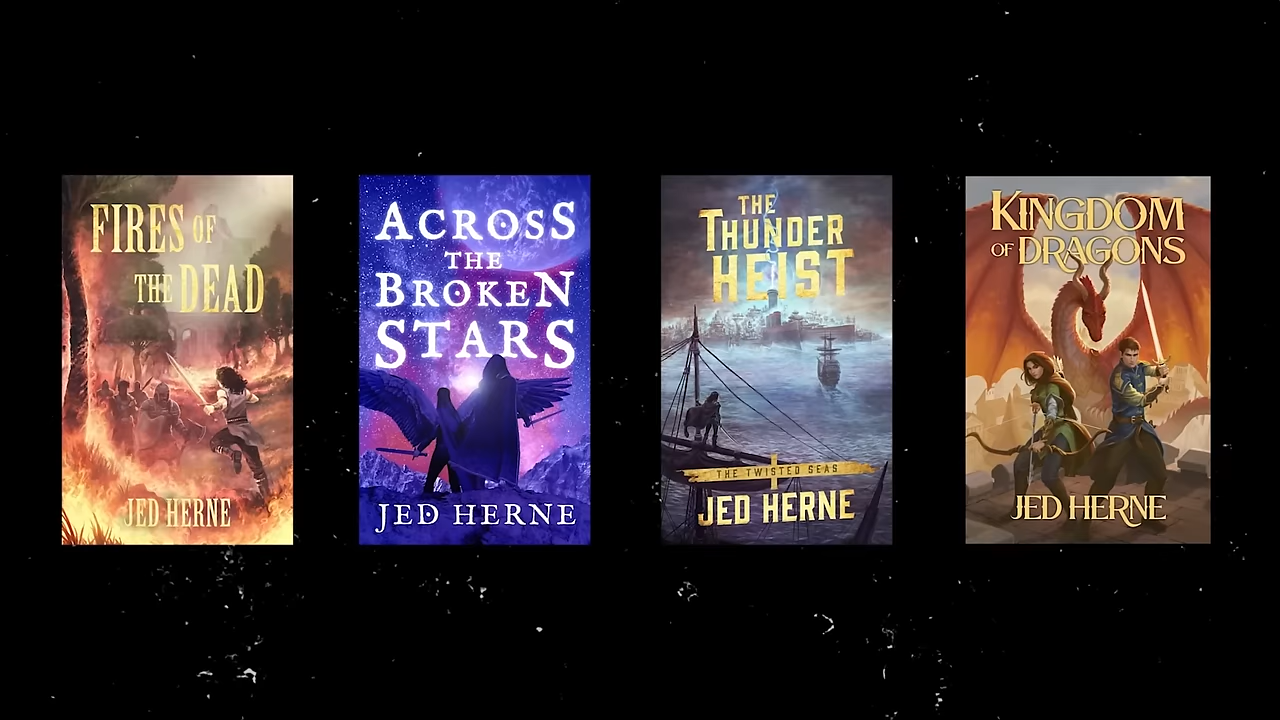 FIRES OF
THE DEAD
JED HERNE
ACROSS
THE
BROKEN
STARS
JED HERNE
THE
THUNDER
HEIST
THE TWISTED SEAS
JED HERNE
KINGDOM
OF DRAGONS
JED HERNE